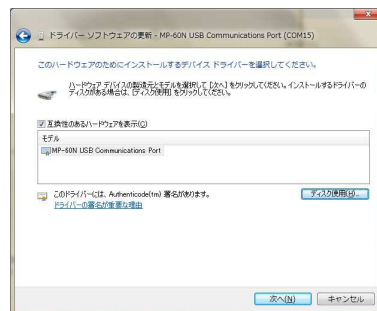 ドライバー ソフトウェアの更新 - MP-60N USB Communications Port (COM15)
このハードウェアのためにインストールするデバイス ドライバーを選択してください。
ハードウェア デバイスの製造元とモデルを選択して [次へ] をクリックしてください。インストールするドライバーの
ディスクがある場合は、[ディスク使用] をクリックしてください。
互換性のあるハードウェアを表示(C)
モデル
MP-60N USB Communications Port
このドライバーには、Authenticode(tm) 署名があります。
ディスク使用(H)...
ドライバーの署名が重要な理由
次へ(N)
キャンセル